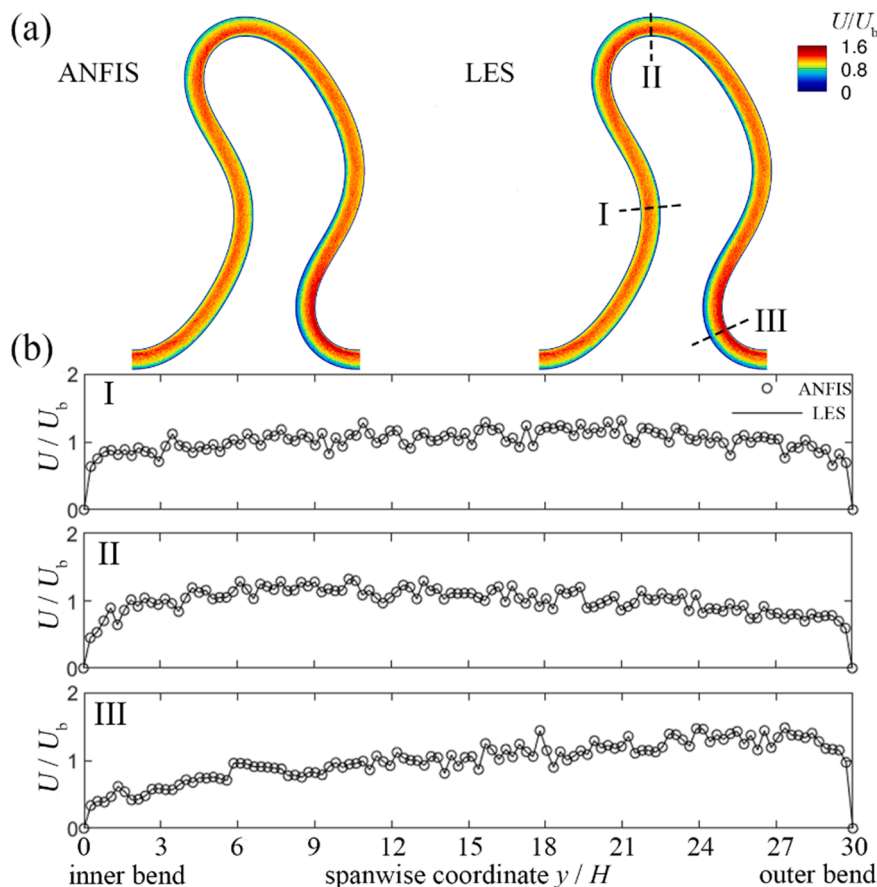 (a)
ANFIS
LES
II
U/U_b
1.6
0.8
0
I
III
(b)
2
I
ANFIS
LES
U / U_b
1
0
2
II
U / U_b
1
0
2
III
U / U_b
1
0
0 3 6 9 12 15 18 21 24 27 30
inner bend spanwise coordinate y / H outer bend